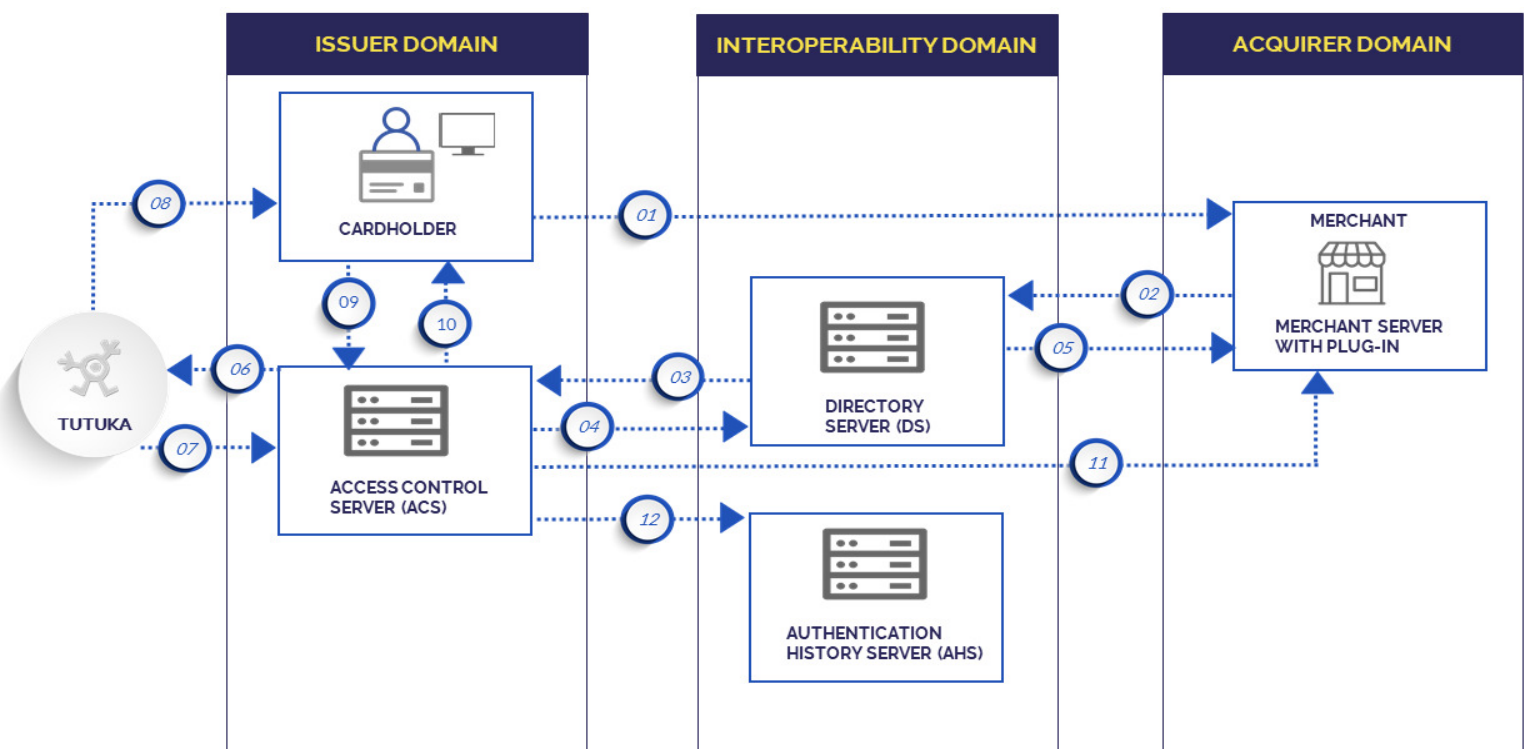 ISSUER DOMAIN
INTEROPERABILITY DOMAIN
ACQUIRER DOMAIN
08
CARDHOLDER
01
MERCHANT
MERCHANT SERVER
WITH PLUG-IN
02
09
10
05
06
03
TUTUKA
07
04
DIRECTORY
SERVER (DS)
ACCESS CONTROL
SERVER (ACS)
11
12
AUTHENTICATION
HISTORY SERVER (AHS)